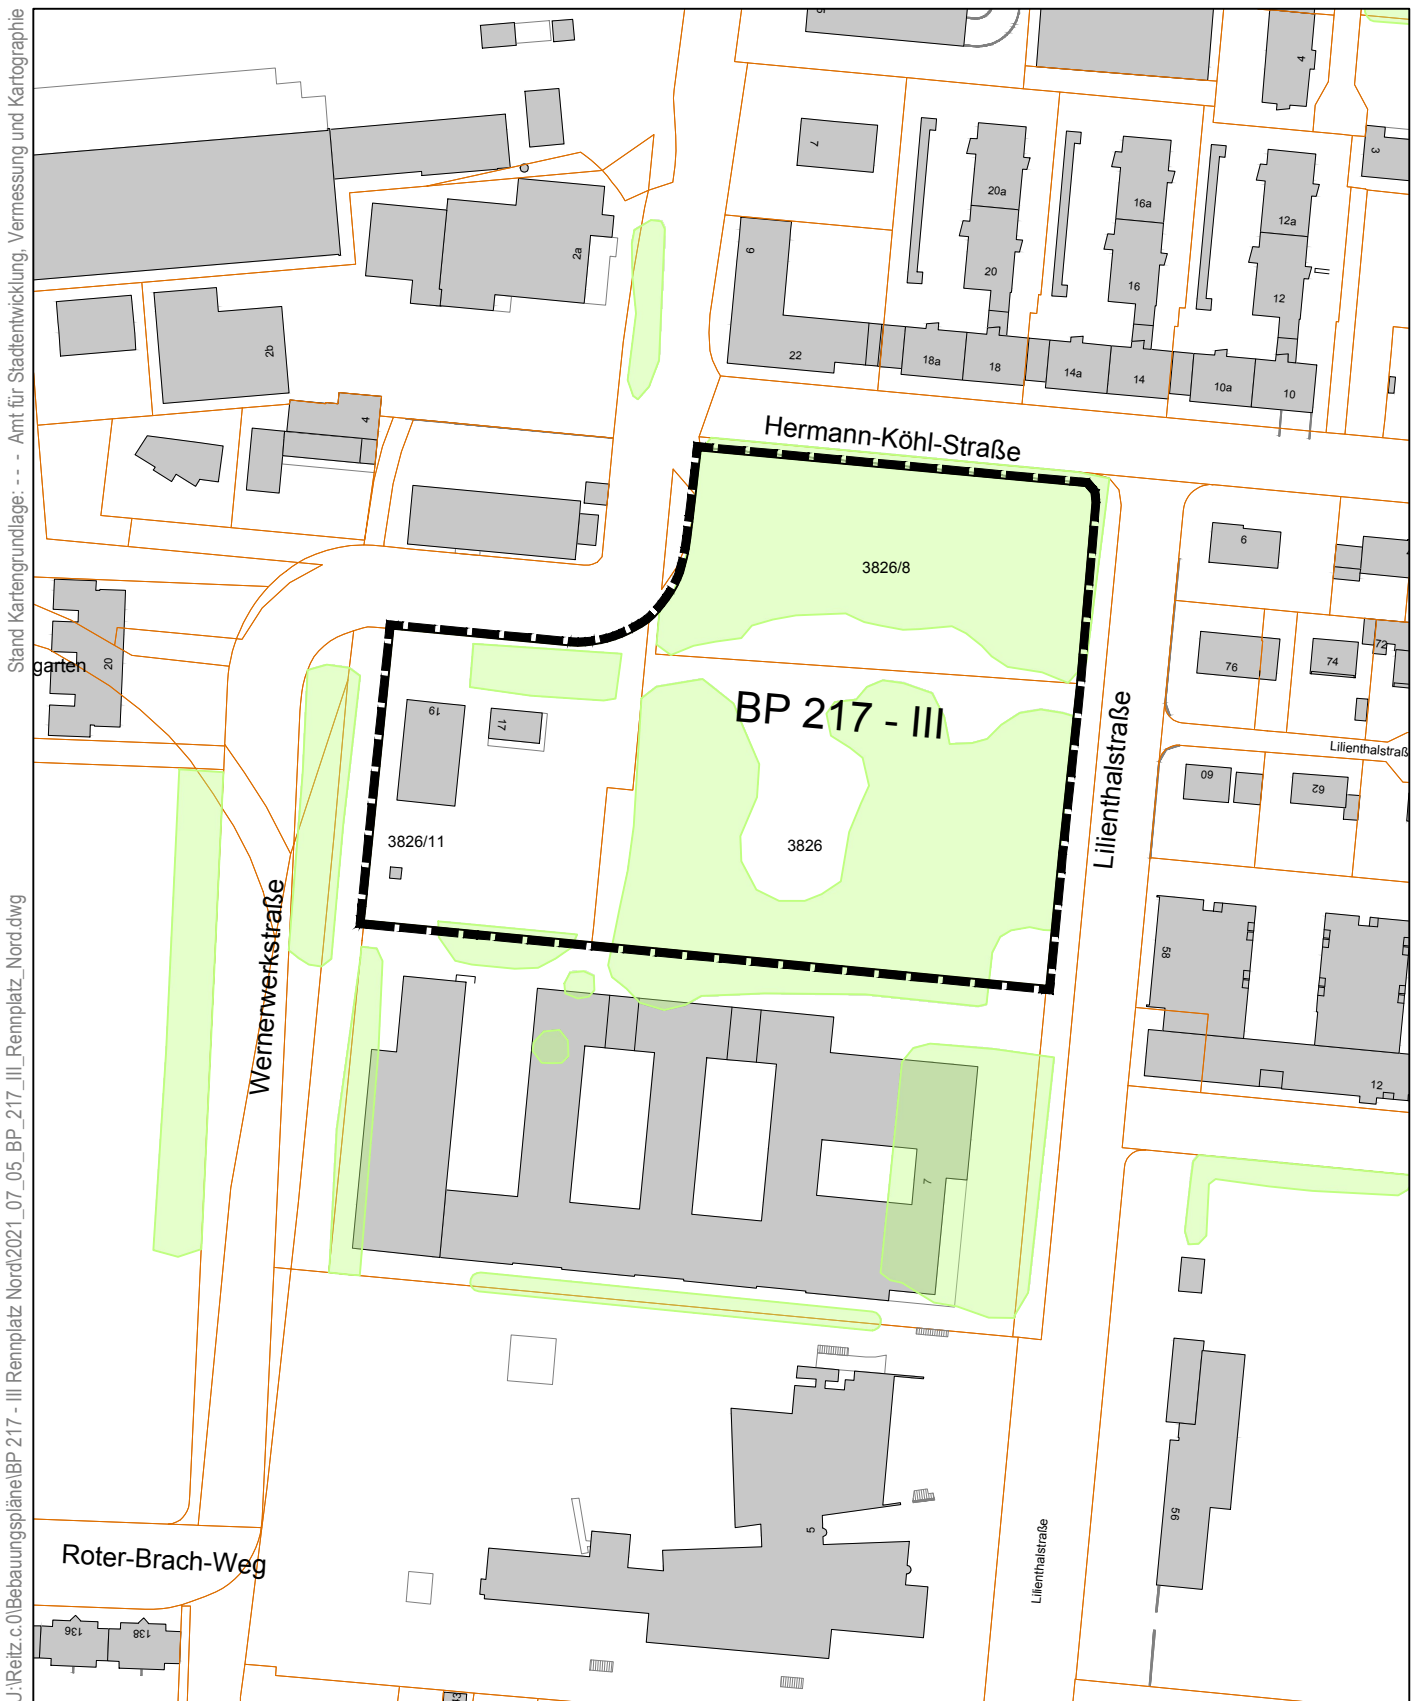 Stand Kartengrundlage: - - - Amt für Stadtentwicklung, Vermessung und Kartographie
U:\Reitz.c.0\Bebauungspläne\BP 217 - III Rennplatz Nord\2021_07_05_BP_217_III_Rennplatz_Nord.dwg
4
7
3
20a
16a
12a
2a
6
20
16
12
2b
22
18a
18
14a
14
10a
10
4
Hermann-Köhl-Straße
3826/8
6
garten
20
76
74
72
BP 217 - III
19
17
Lilienthalstraße
Lilienthalstraß
60
62
3826/11
3826
Wernerwerkstraße
58
12
7
5
56
Lilienthalstraße
Roter-Brach-Weg
136
138